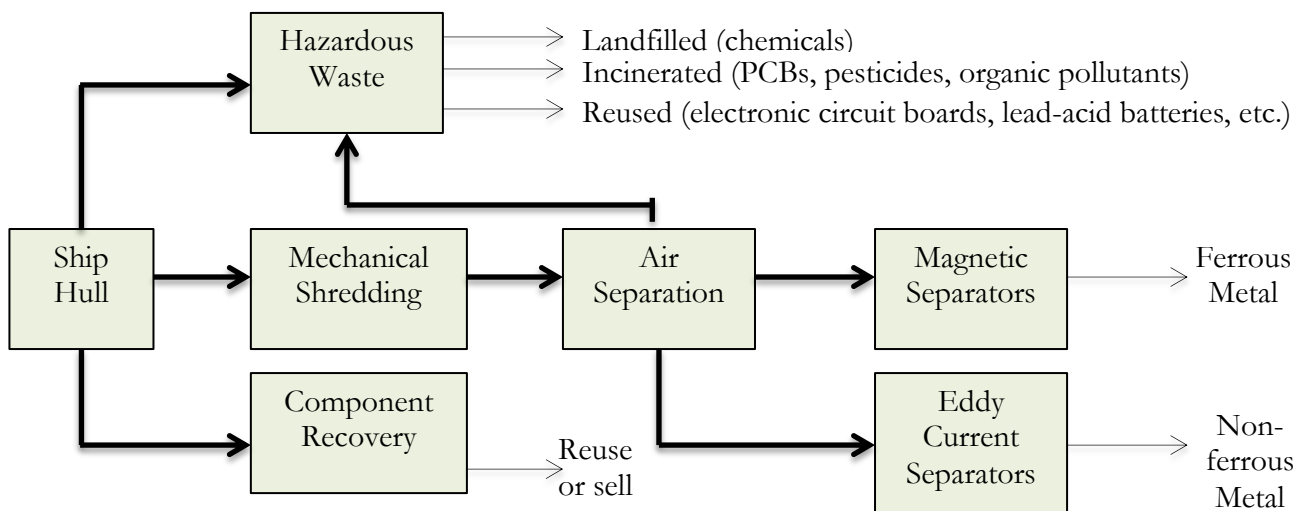 Hazardous
Waste
Landfilled (chemicals)
Incinerated (PCBs, pesticides, organic pollutants)
Reused (electronic circuit boards, lead-acid batteries, etc.)
Ship
Hull
Mechanical
Shredding
Air
Separation
Magnetic
Separators
Ferrous
Metal
Component
Recovery
Reuse
or sell
Eddy
Current
Separators
Non-
ferrous
Metal